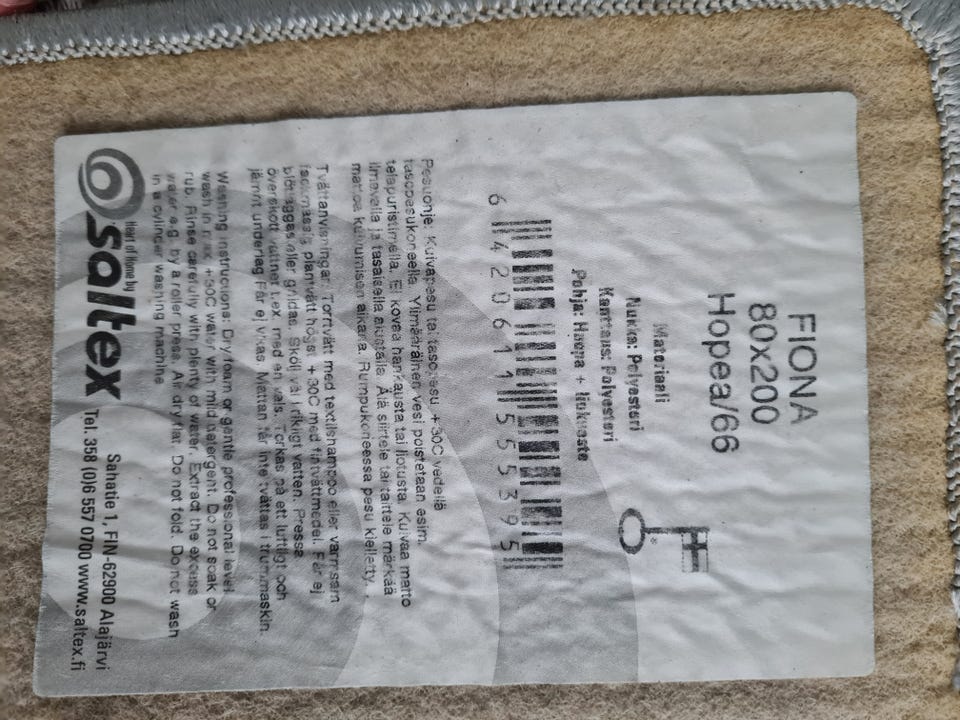 FIONA
80x200
Hopea/66
Materiaali
Nukka: Polyesteri
Kanttaus: Polyesteri
Pohja: Huopa + liukueste
6 420611 555395
Pesuohje: Kuivapesu tai tasopesu + 30C vedellä
tasopesukoneella. Ylimääräinen vesi poistetaan esim.
telapuristimella. Ei kovaa hankausta tai liotusta. Kuivaa matto
ilmavalla ja tasaisella alustalla. Älä siirtele tai taittele märkää
mattoa kuivumisen aikana. Rumpukoneessa pesu kielletty.
Tvättanvisningar: Torrtvätt med textilshampoo eller varmsam
fackmässig plantvätt högst + 30C med fintvättmedel. Får ej
blötläggas eller gnidas. Skölj väl i rikligt vatten. Pressa
överskott vattnet t.ex. med en vals. Torkas på ett luftigt och
jämnt underlag Får ej vikas. Mattan får inte tvättas i trummaskin.
Washing instructions: Dry foam or gentle professional level
wash in max + 30C water with mild detergent. Do not soak or
rub. Rinse carefully with plenty of water. Extract the excess
water e.g. by a roller press. Air dry flat. Do not fold. Do not wash
in a cylinder washing machine
Heart of Home by
saltex
Sahatie 1, FIN-62900 Alajärvi
Tel. 358 (0)6 557 0700 www.saltex.fi